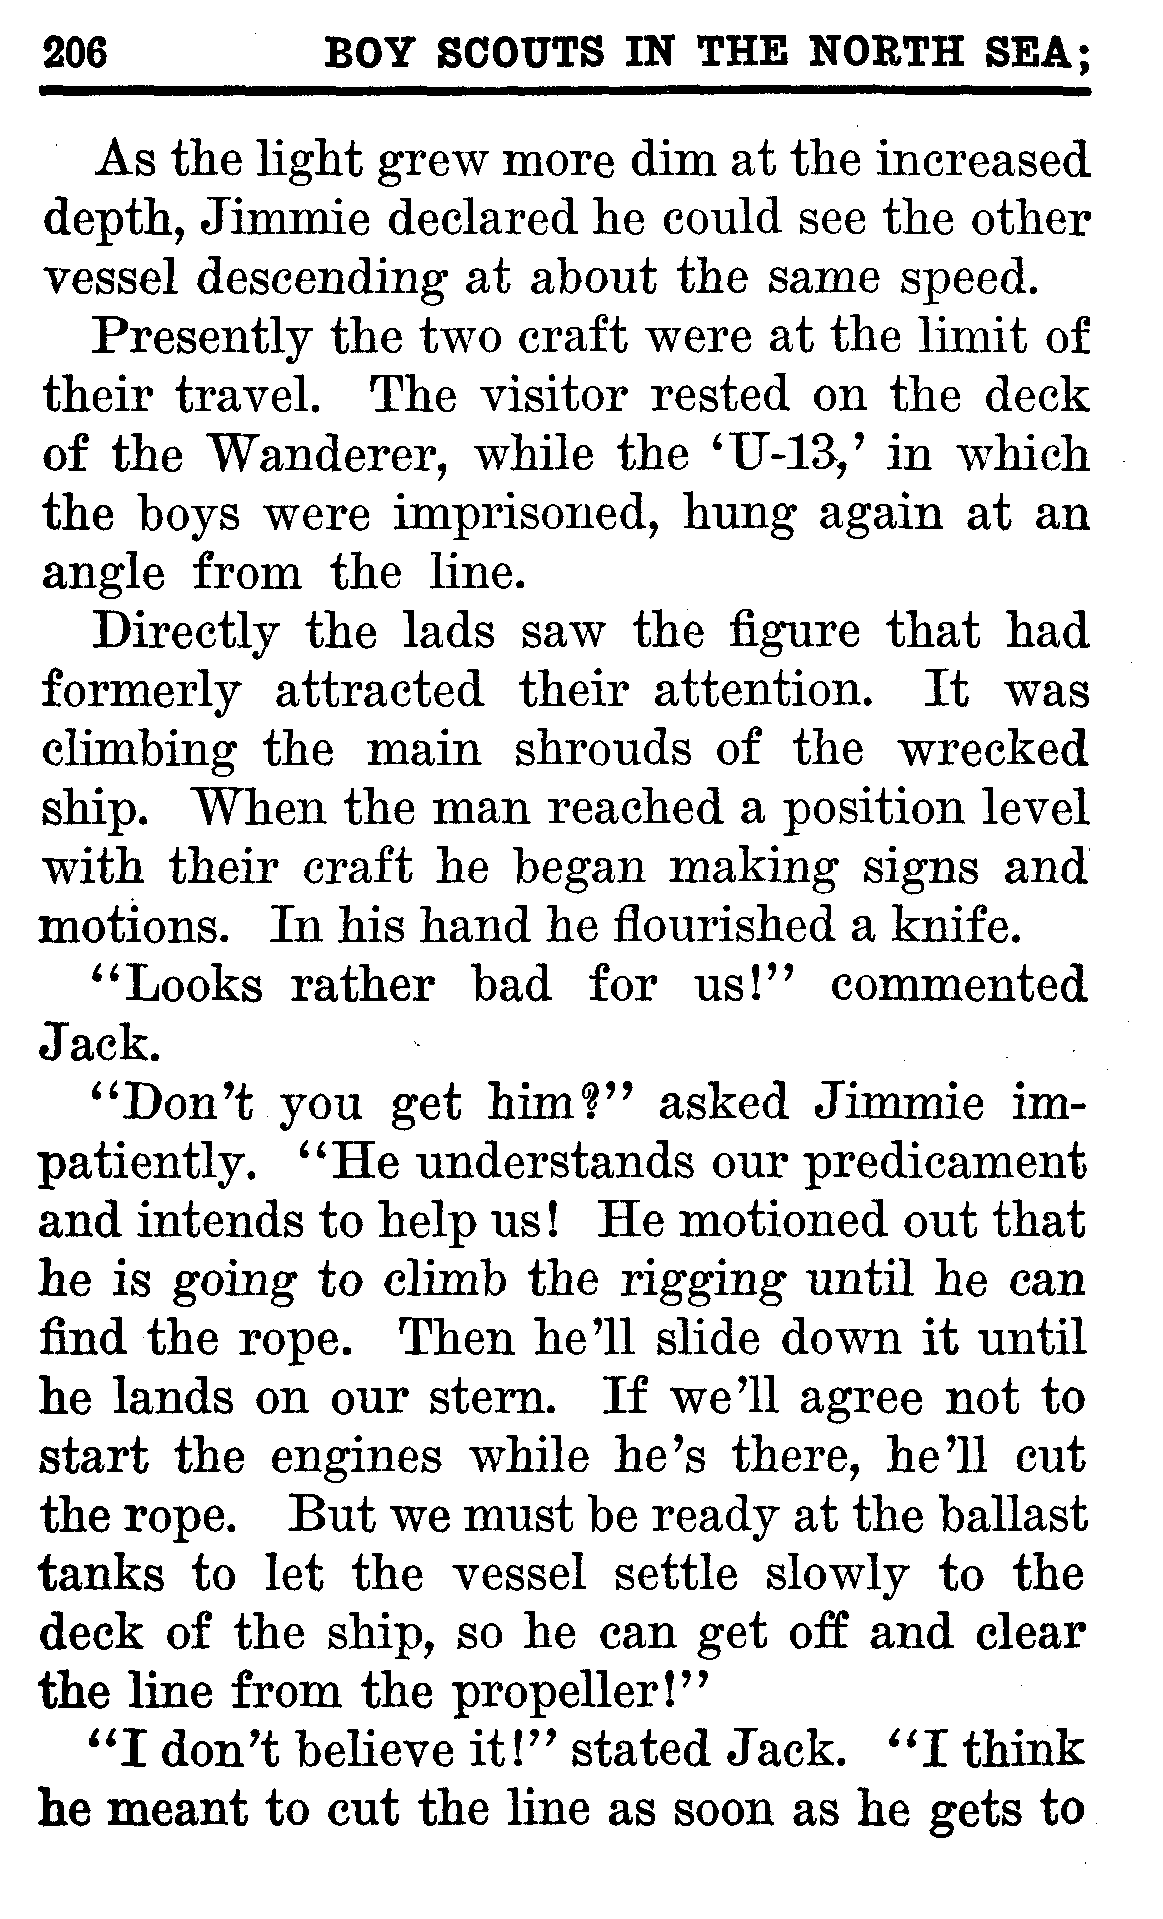 206 BOY SCOUTS IN THE NORTH SEA;
As the light grew more dim at the increased
depth, Jimmie declared he could see the other
vessel descending at about the same speed.
Presently the two craft were at the limit of
their travel. The visitor rested on the deck
of the Wanderer, while the ‘U-13,’ in which
the boys were imprisoned, hung again at an
angle from the line.
Directly the lads saw the figure that had
formerly attracted their attention. It was
climbing the main shrouds of the wrecked
ship. When the man reached a position level
with their craft he began making signs and
motions. In his hand he flourished a knife.
“Looks rather bad for us!” commented
Jack.
“Don’t you get him?” asked Jimmie im-
patiently. “He understands our predicament
and intends to help us! He motioned out that
he is going to climb the rigging until he can
find the rope. Then he’ll slide down it until
he lands on our stern. If we’ll agree not to
start the engines while he’s there, he’ll cut
the rope. But we must be ready at the ballast
tanks to let the vessel settle slowly to the
deck of the ship, so he can get off and clear
the line from the propeller!”
“I don’t believe it!” stated Jack. “I think
he meant to cut the line as soon as he gets to